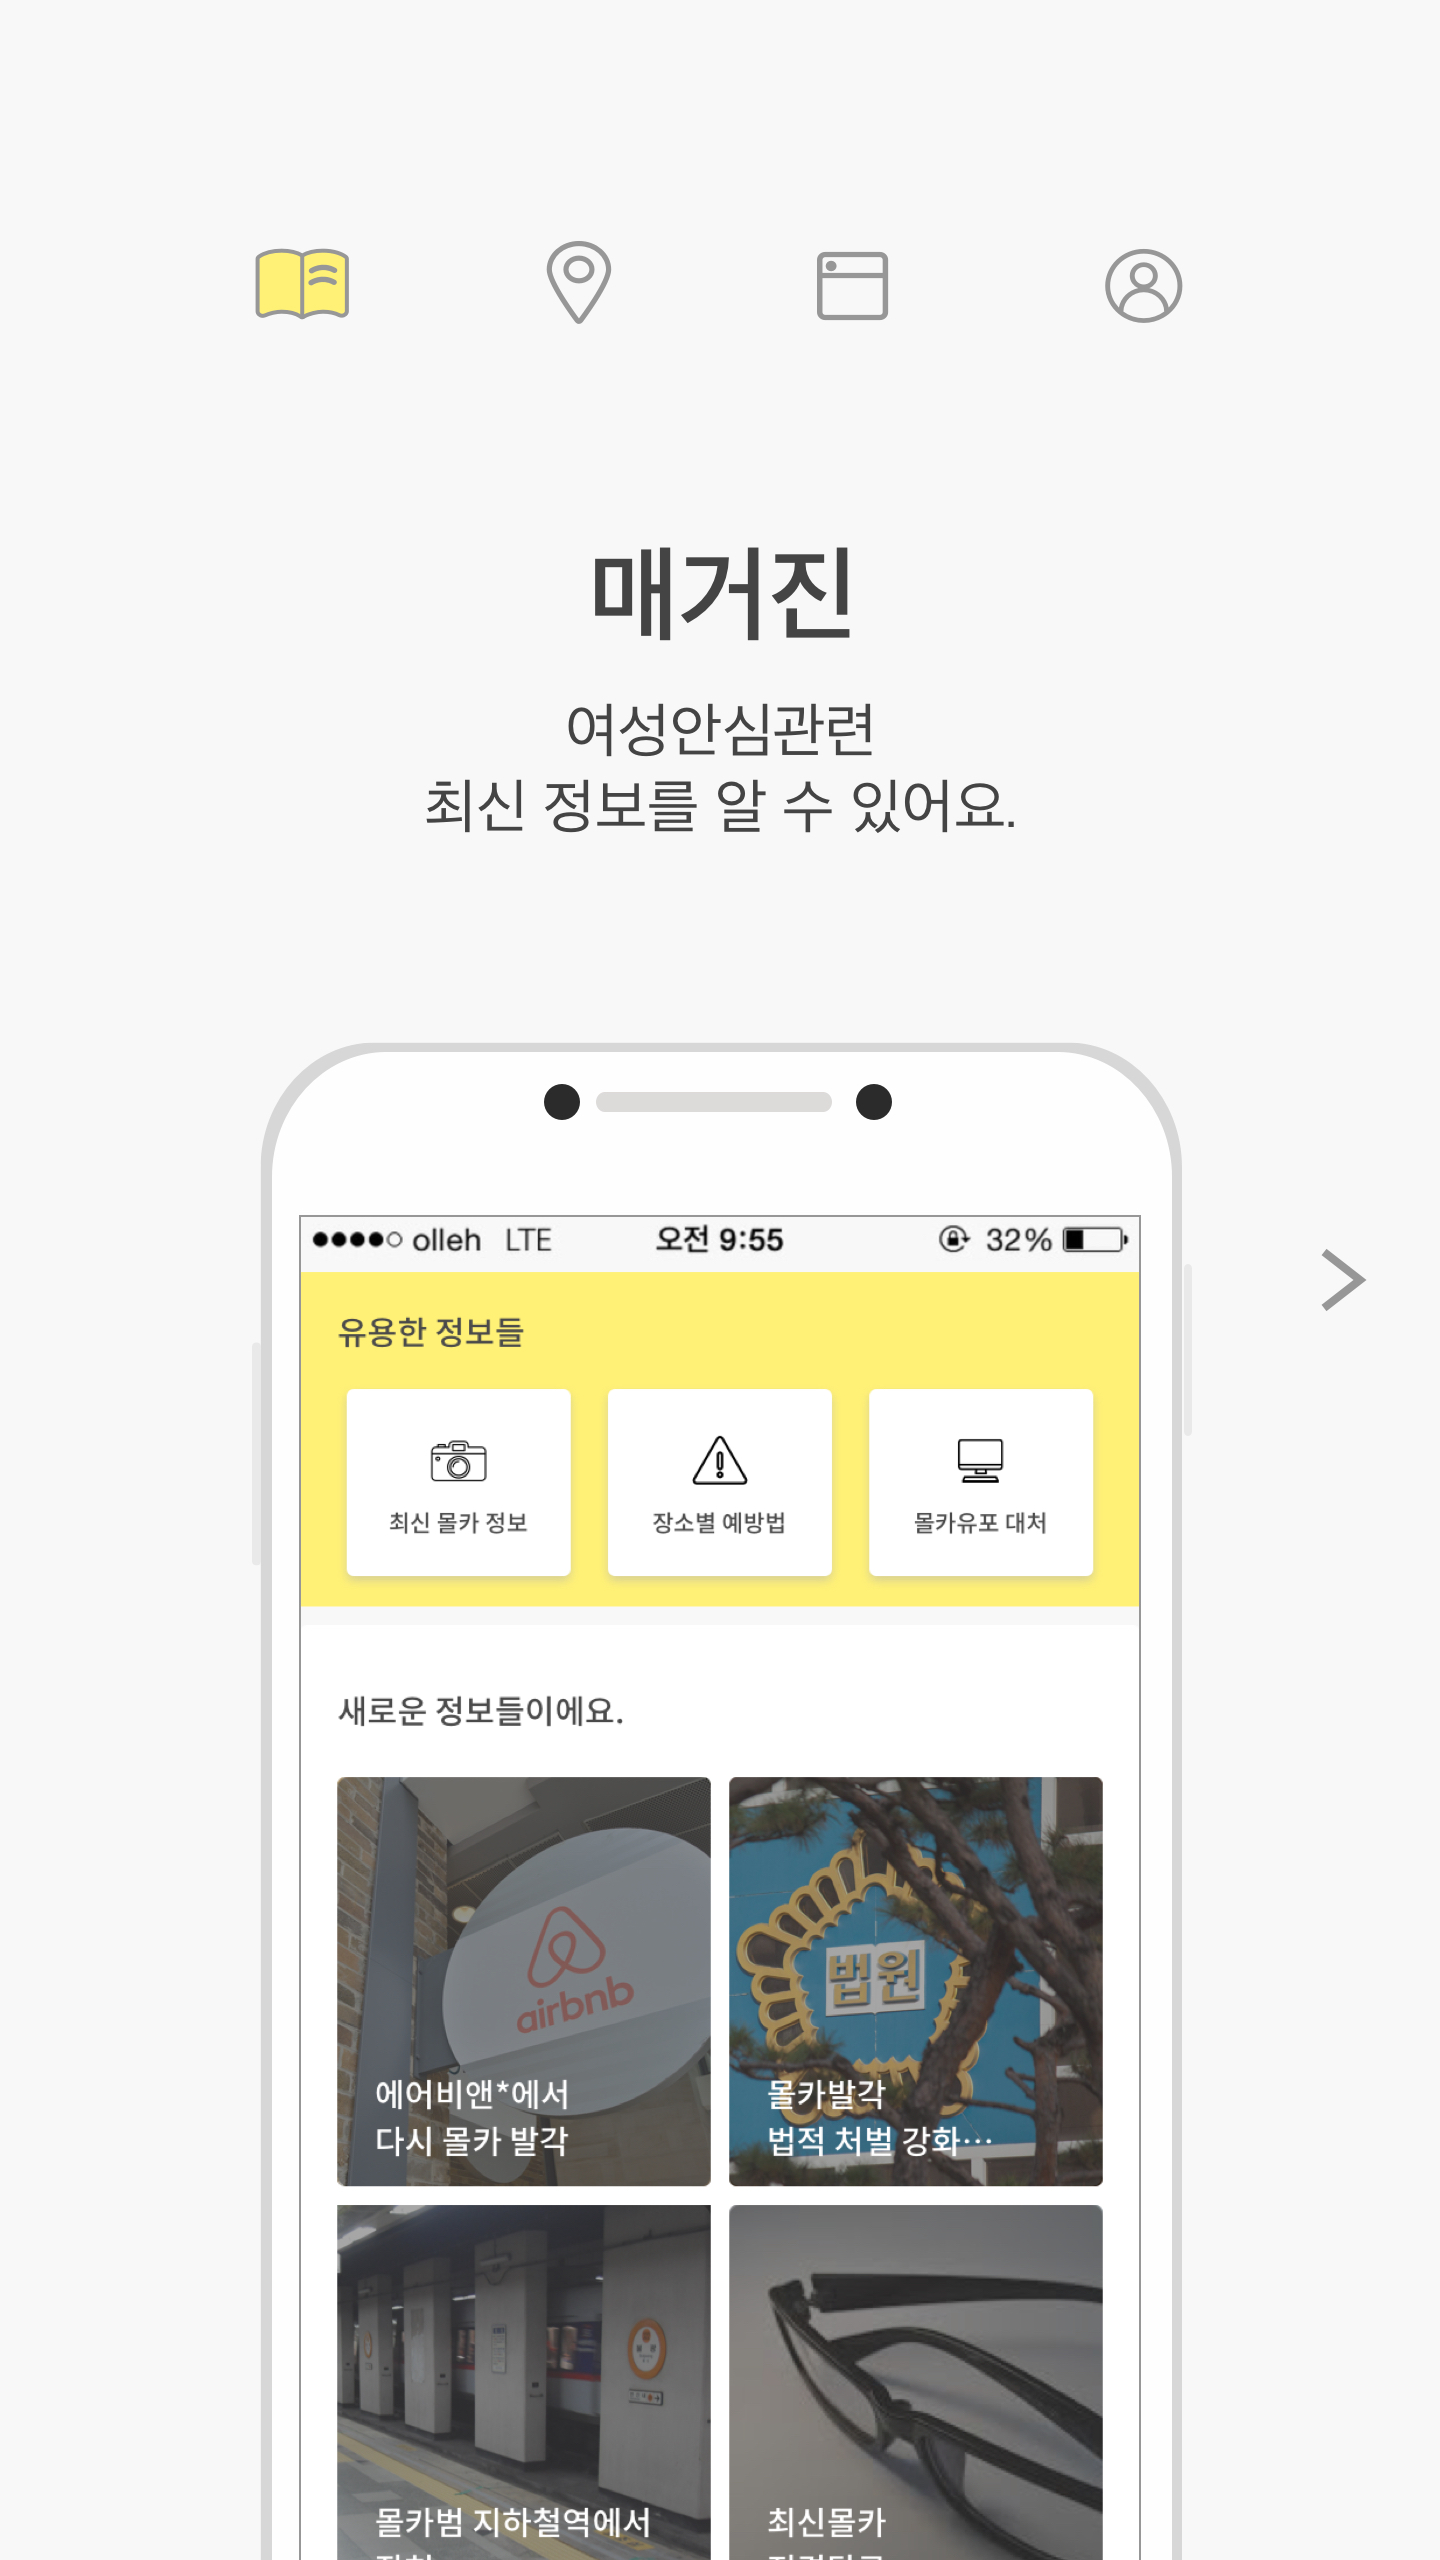 매거진
여성안심관련
최신 정보를 알 수 있어요.
olleh LTE 오전 9:55 32%
유용한 정보들
최신 몰카 정보
장소별 예방법
몰카유포 대처
새로운 정보들이에요.
airbnb
에어비앤*에서
다시 몰카 발각
법원
몰카발각
법적 처벌 강화…
몰카범 지하철역에서
최신몰카